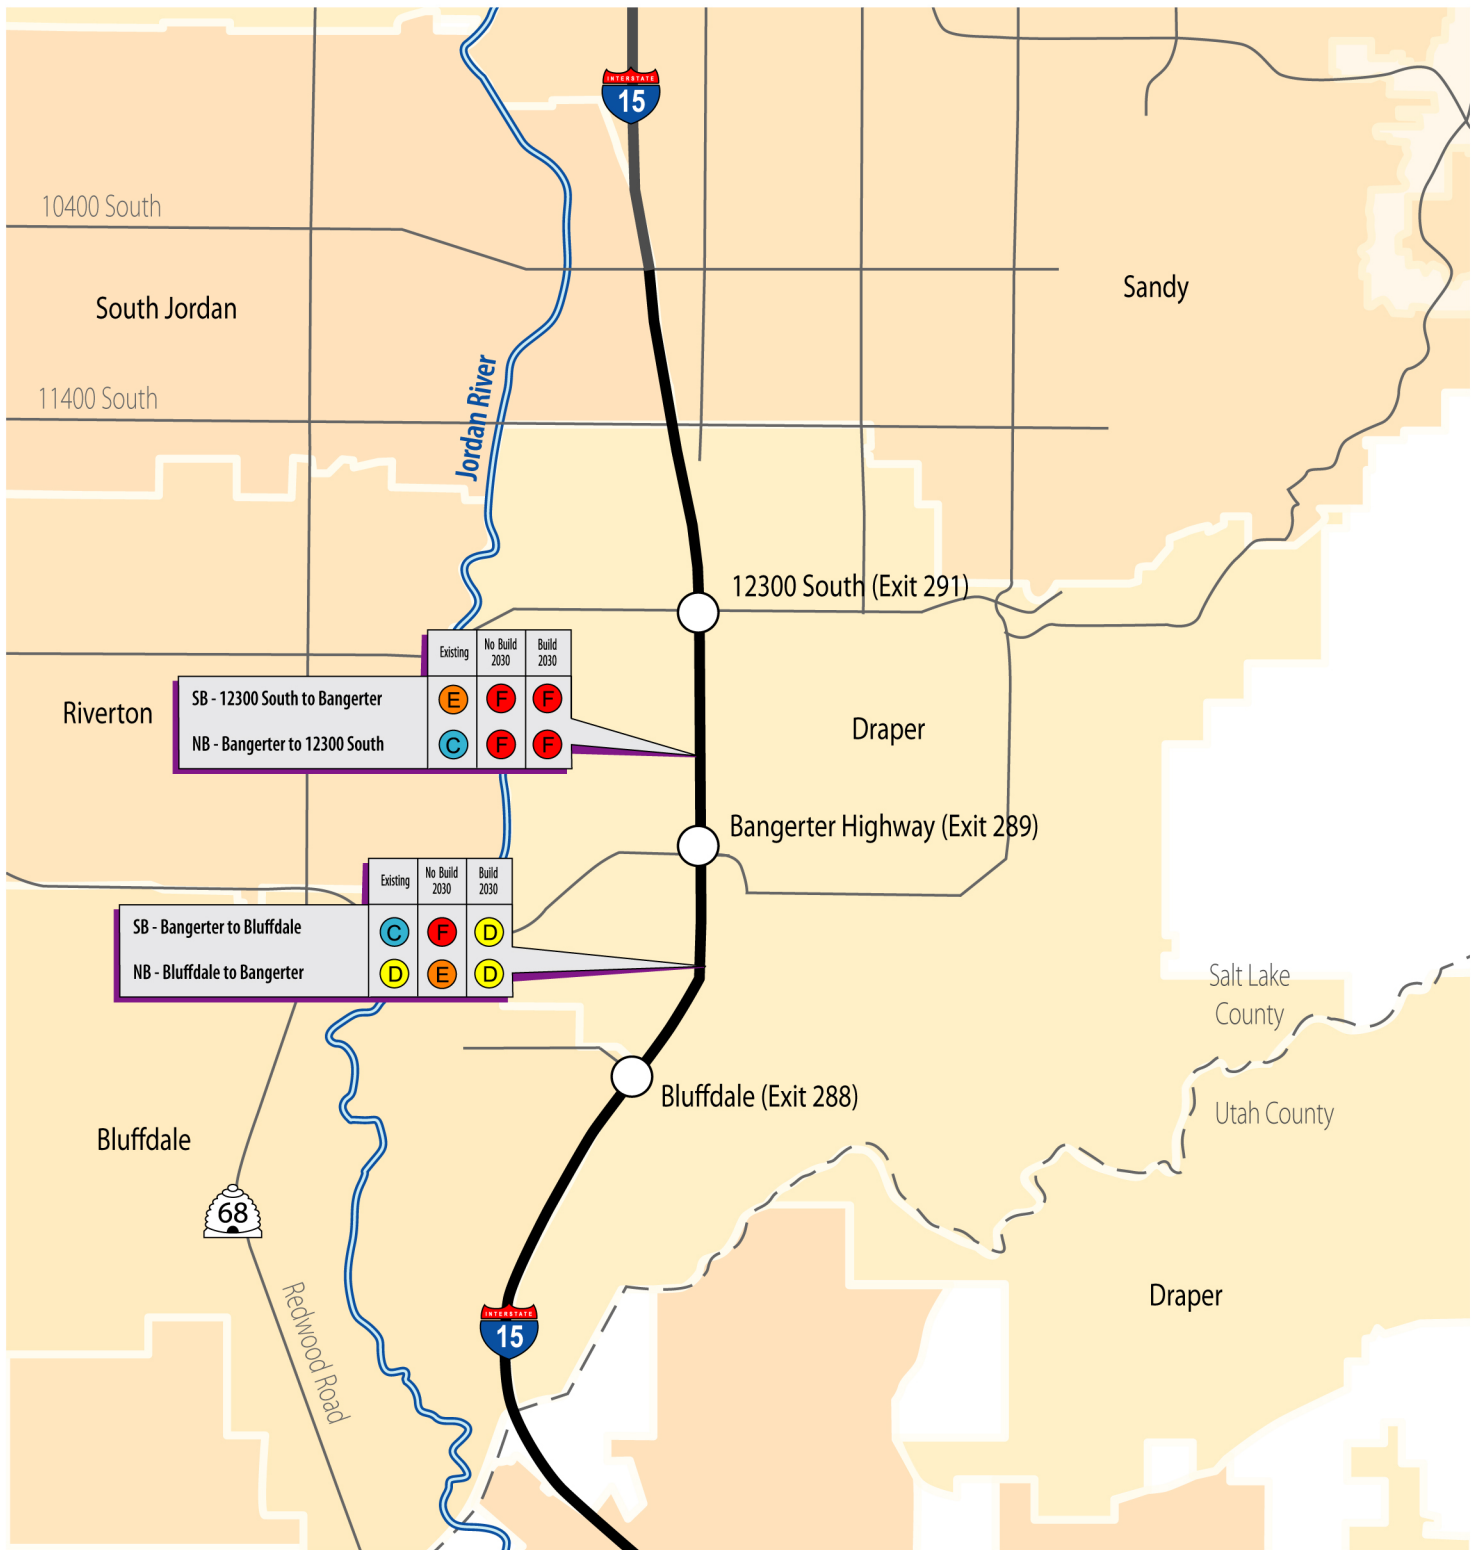 INTERSTATE
15
10400 South
Sandy
South Jordan
11400 South
Jordan River
12300 South (Exit 291)
Existing
No Build
2030
Build
2030
SB - 12300 South to Bangerter
E
F
F
NB - Bangerter to 12300 South
C
F
F
Riverton
Draper
Bangerter Highway (Exit 289)
Existing
No Build
2030
Build
2030
SB - Bangerter to Bluffdale
C
F
D
NB - Bluffdale to Bangerter
D
E
D
Salt Lake
County
Utah County
Bluffdale (Exit 288)
Bluffdale
68
Redwood Road
Draper
INTERSTATE
15